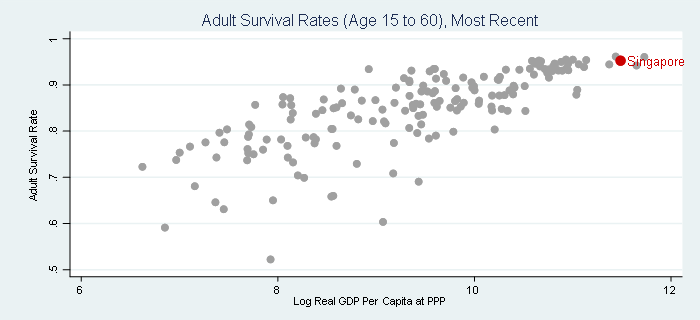 Adult Survival Rates (Age 15 to 60), Most Recent
1
.9
.8
.7
.6
.5
Adult Survival Rate
Singapore
6
8
10
12
Log Real GDP Per Capita at PPP